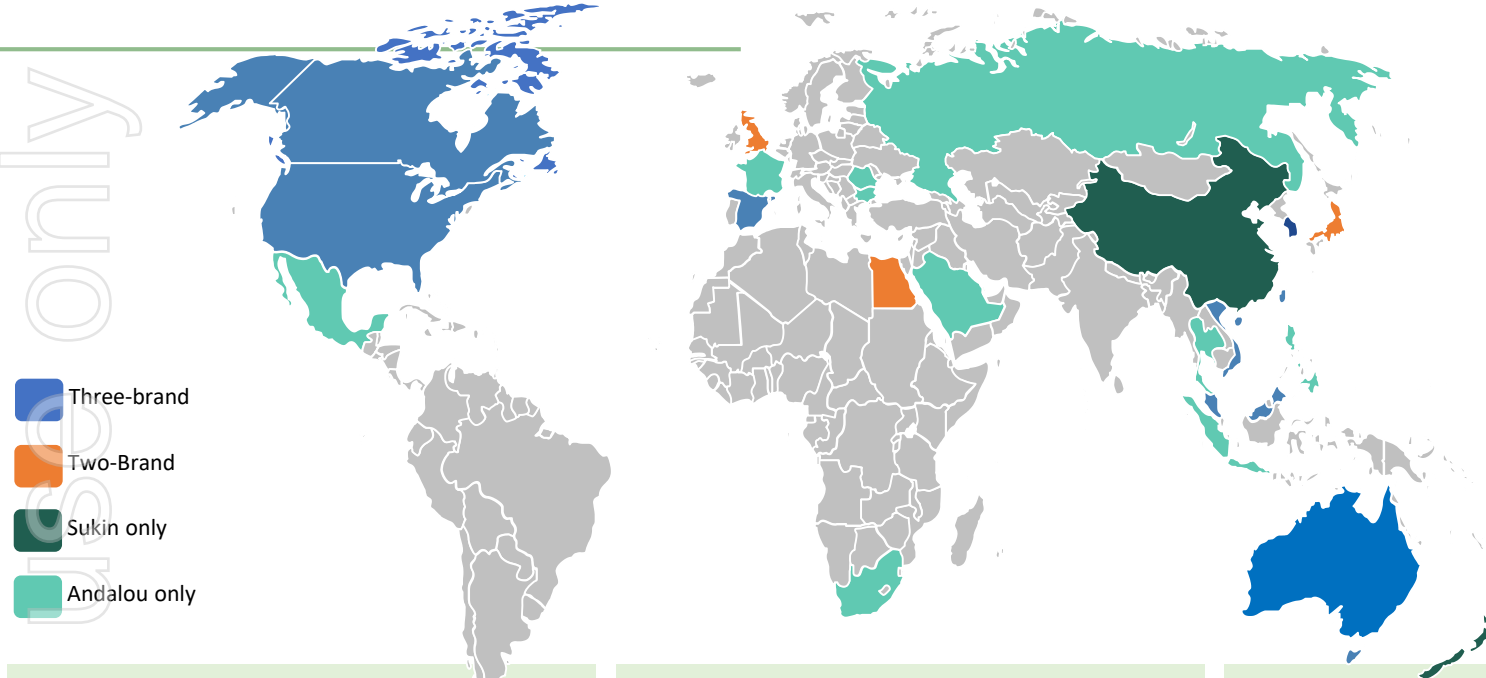 use only
Three-brand
Two-Brand
Sukin only
Andalou only